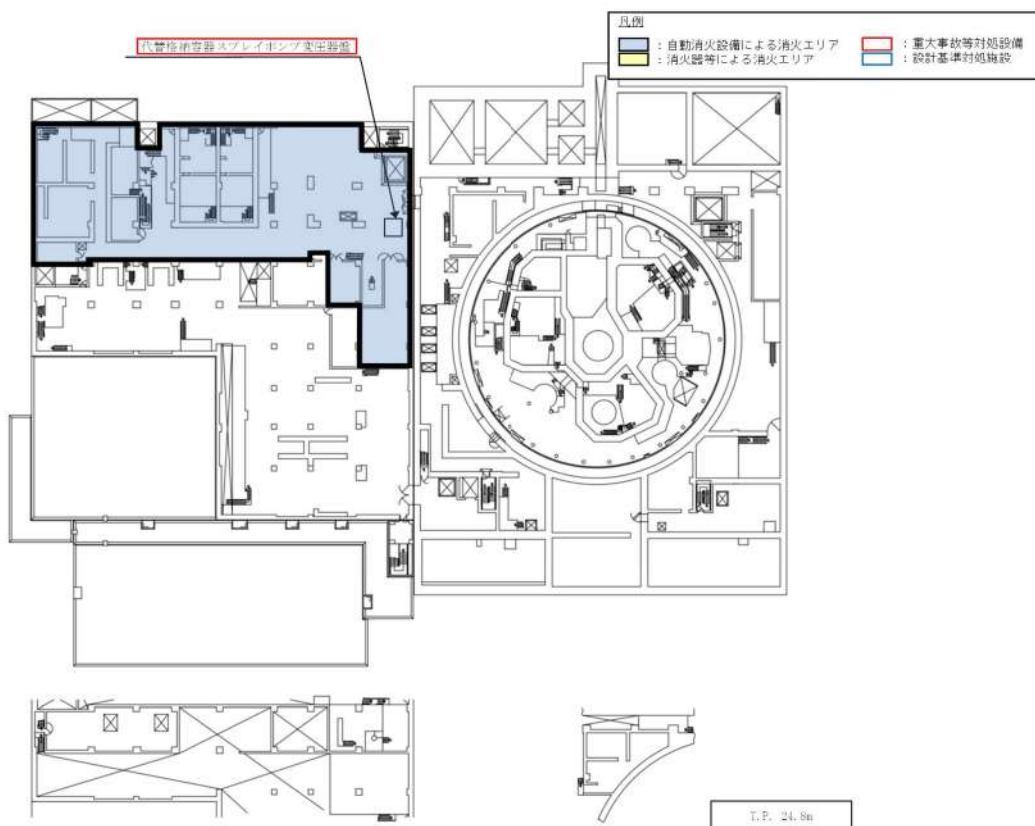 代替格納容器スプレイポンプ変圧器盤
凡例
：自動消火設備による消火エリア
：重大事故等対処設備
：消火器等による消火エリア
：設計基準対処施設
T.P. 24.8m